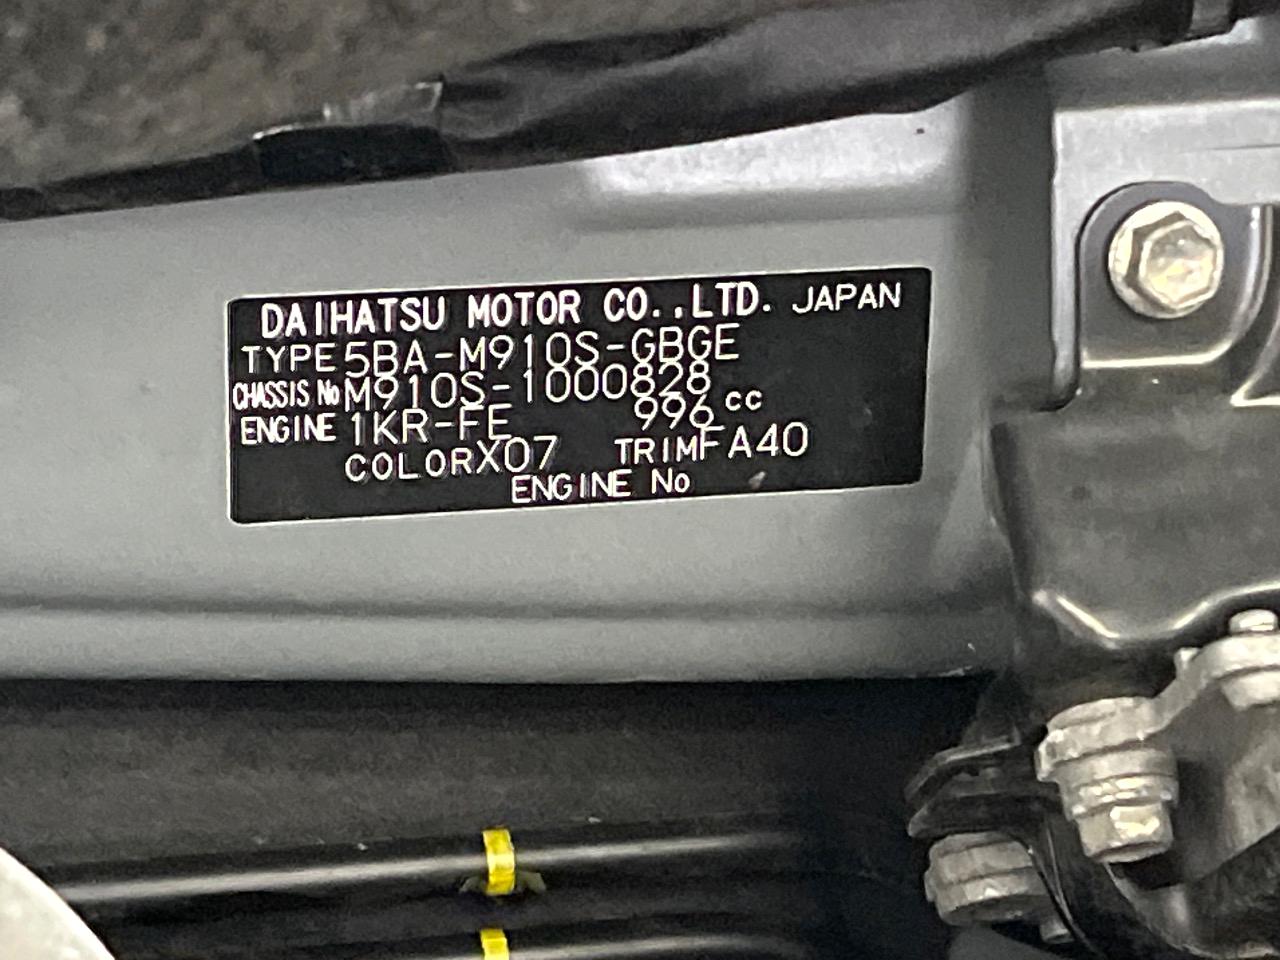 DAIHATSU MOTOR CO.,LTD. JAPAN
TYPE 5BA-M910S-GBGE
CHASSIS No M910S-1000828
ENGINE 1KR-FE 996 cc
COLOR X07 TRIM FA40
ENGINE No